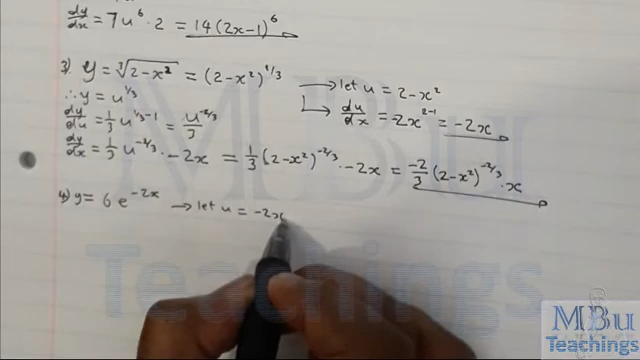 dy/dx = 7u⁶ · 2 = 14(2x-1)⁶
3) y = ∛(2-x²) = (2-x²)^(1/3) → let u = 2-x²
∴ y = u^(1/3) → du/dx = -2x^(2-1) = -2x
dy/du = 1/3 u^(1/3-1) = u^(-2/3)/3
dy/dx = 1/3 u^(-2/3) · -2x = 1/3 (2-x²)^(-2/3) · -2x = -2/3 (2-x²)^(-2/3) · x
4) y = 6e^(-2x) → let u = -2x
MBu
Teachings
MBu
Teachings